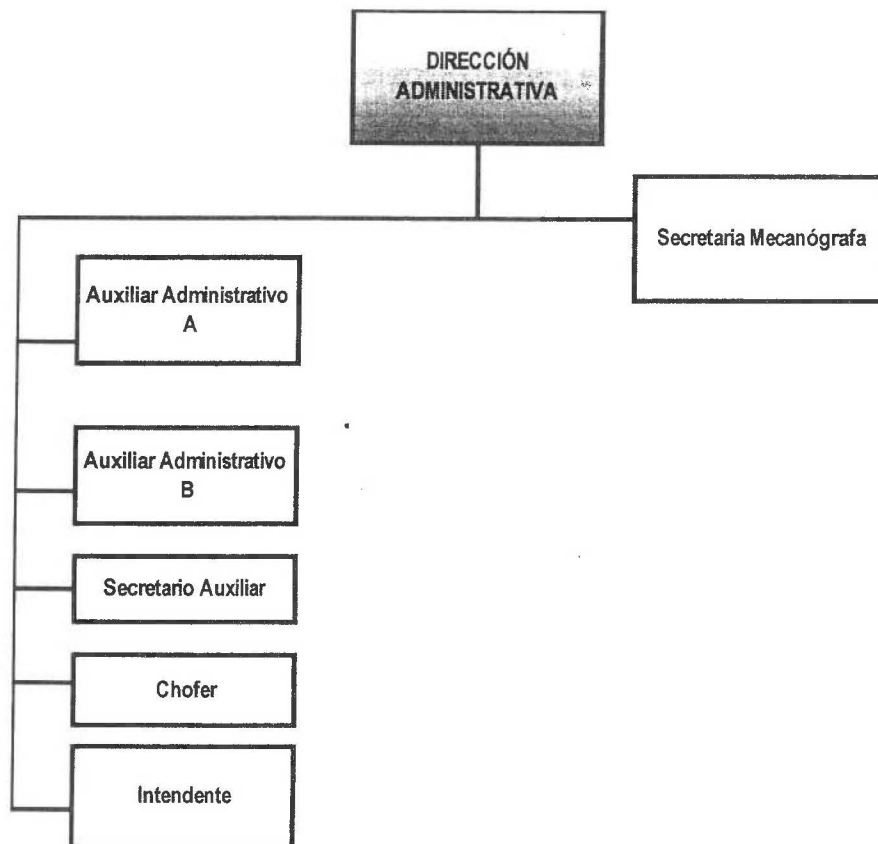 DIRECCIÓN
ADMINISTRATIVA
Secretaria Mecanógrafa
Auxiliar Administrativo
A
Auxiliar Administrativo
B
Secretario Auxiliar
Chofer
Intendente